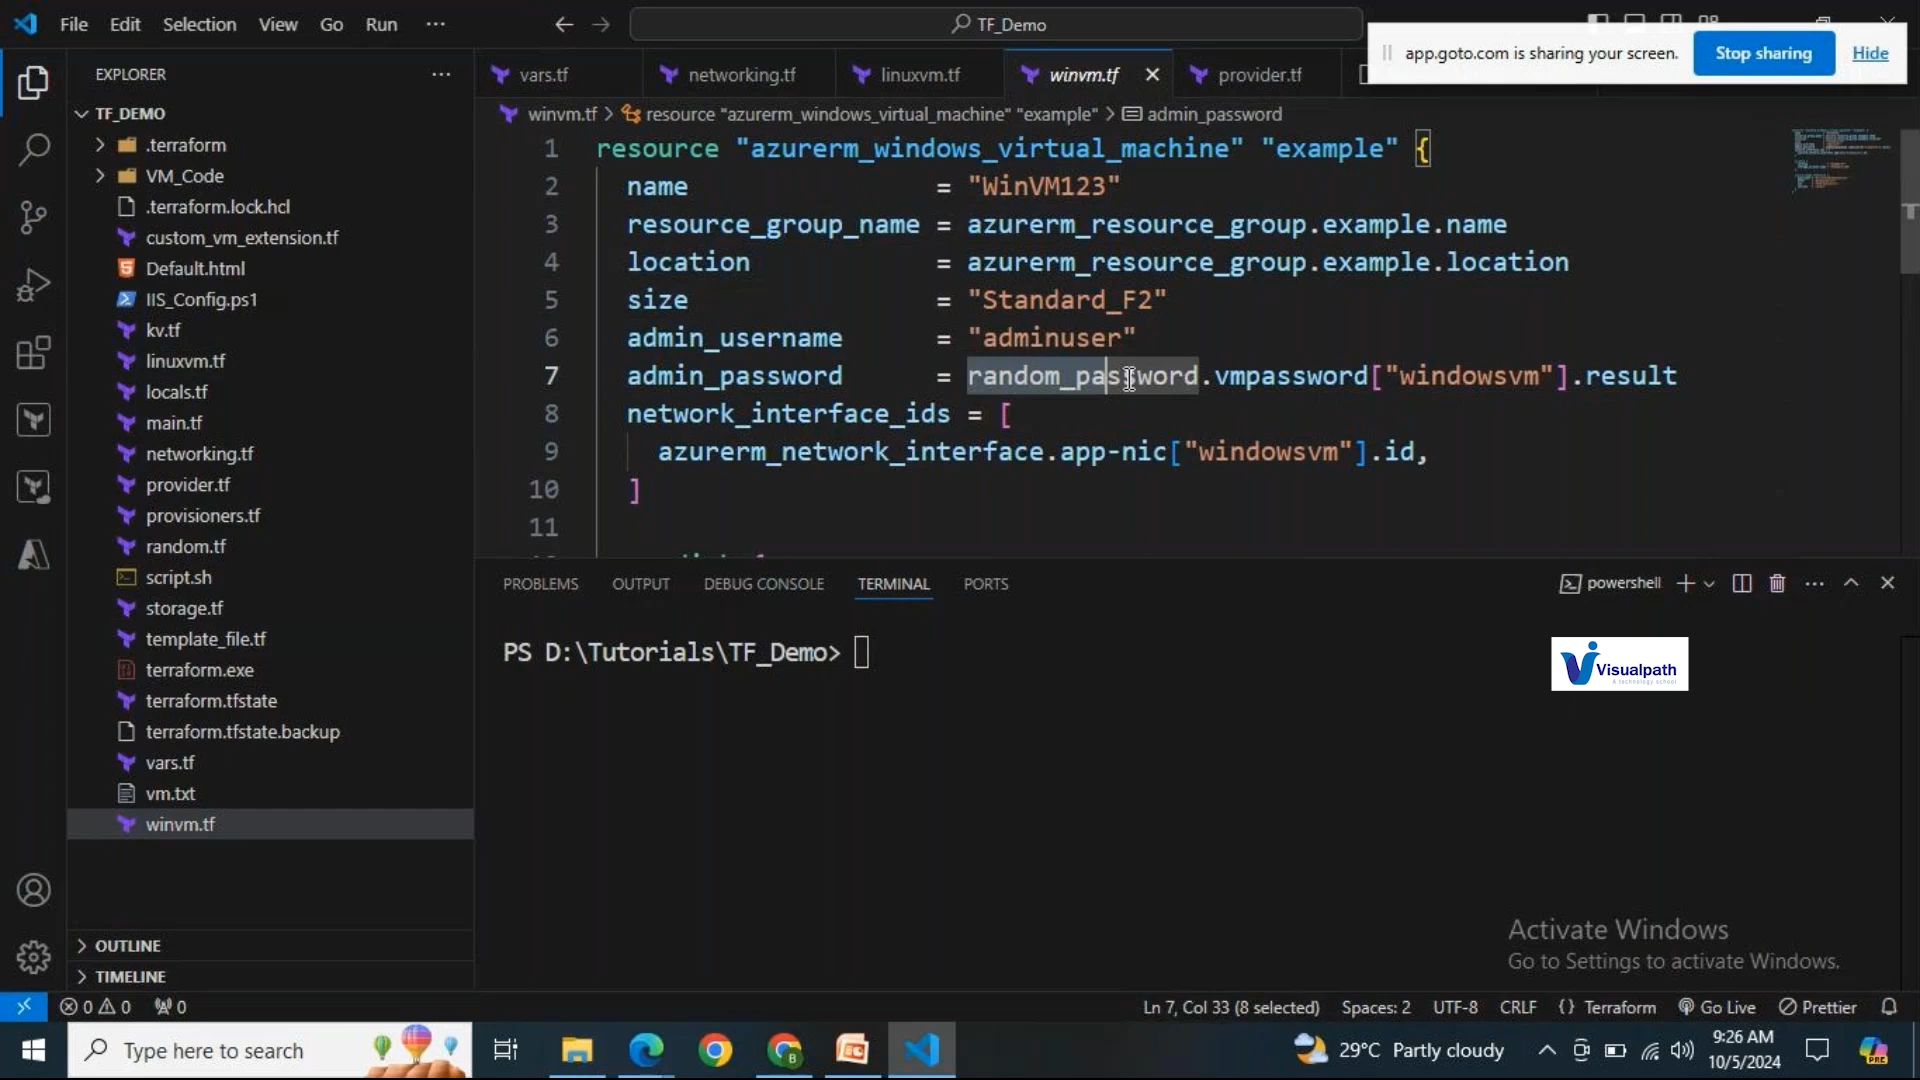 File Edit Selection View Go Run ···
TF_Demo
app.goto.com is sharing your screen. Stop sharing Hide
EXPLORER
TF_DEMO
.terraform
VM_Code
.terraform.lock.hcl
custom_vm_extension.tf
Default.html
IIS_Config.ps1
kv.tf
linuxvm.tf
locals.tf
main.tf
networking.tf
provider.tf
provisioners.tf
random.tf
script.sh
storage.tf
template_file.tf
terraform.exe
terraform.tfstate
terraform.tfstate.backup
vars.tf
vm.txt
winvm.tf
OUTLINE
TIMELINE
vars.tf networking.tf linuxvm.tf winvm.tf provider.tf
winvm.tf > resource "azurerm_windows_virtual_machine" "example" > admin_password
1 resource "azurerm_windows_virtual_machine" "example" {
2 name = "WinVM123"
3 resource_group_name = azurerm_resource_group.example.name
4 location = azurerm_resource_group.example.location
5 size = "Standard_F2"
6 admin_username = "adminuser"
7 admin_password = random_password.vmpassword["windowsvm"].result
8 network_interface_ids = [
9 azurerm_network_interface.app-nic["windowsvm"].id,
10 ]
11
PROBLEMS OUTPUT DEBUG CONSOLE TERMINAL PORTS
powershell
PS D:\Tutorials\TF_Demo>
Visualpath
A technology school
Activate Windows
Go to Settings to activate Windows.
0 0 0
Ln 7, Col 33 (8 selected) Spaces: 2 UTF-8 CRLF {} Terraform Go Live Prettier
Type here to search
29°C Partly cloudy
9:26 AM
10/5/2024
PRE